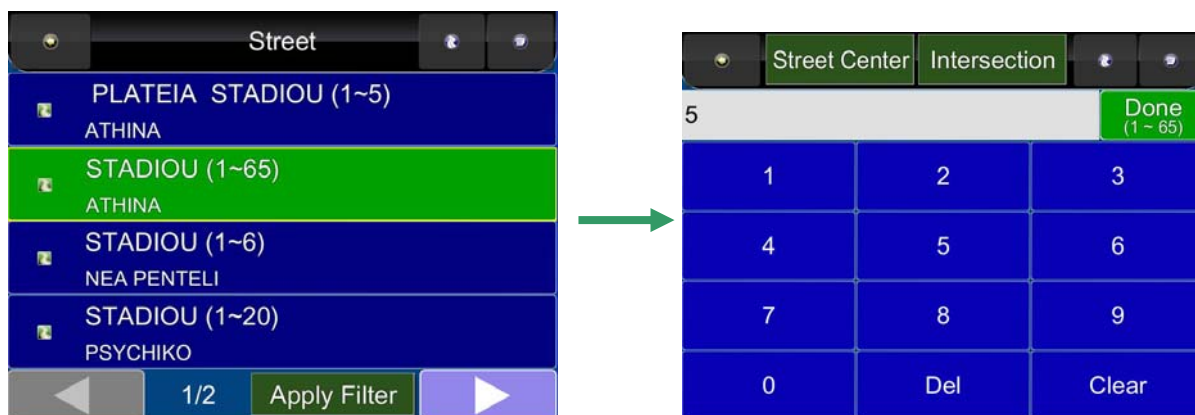 Street
PLATEIA STADIOU (1~5)
ATHINA
STADIOU (1~65)
ATHINA
STADIOU (1~6)
NEA PENTELI
STADIOU (1~20)
PSYCHIKO
1/2 Apply Filter
Street Center Intersection
5 Done
(1 ~ 65)
1 2 3
4 5 6
7 8 9
0 Del Clear